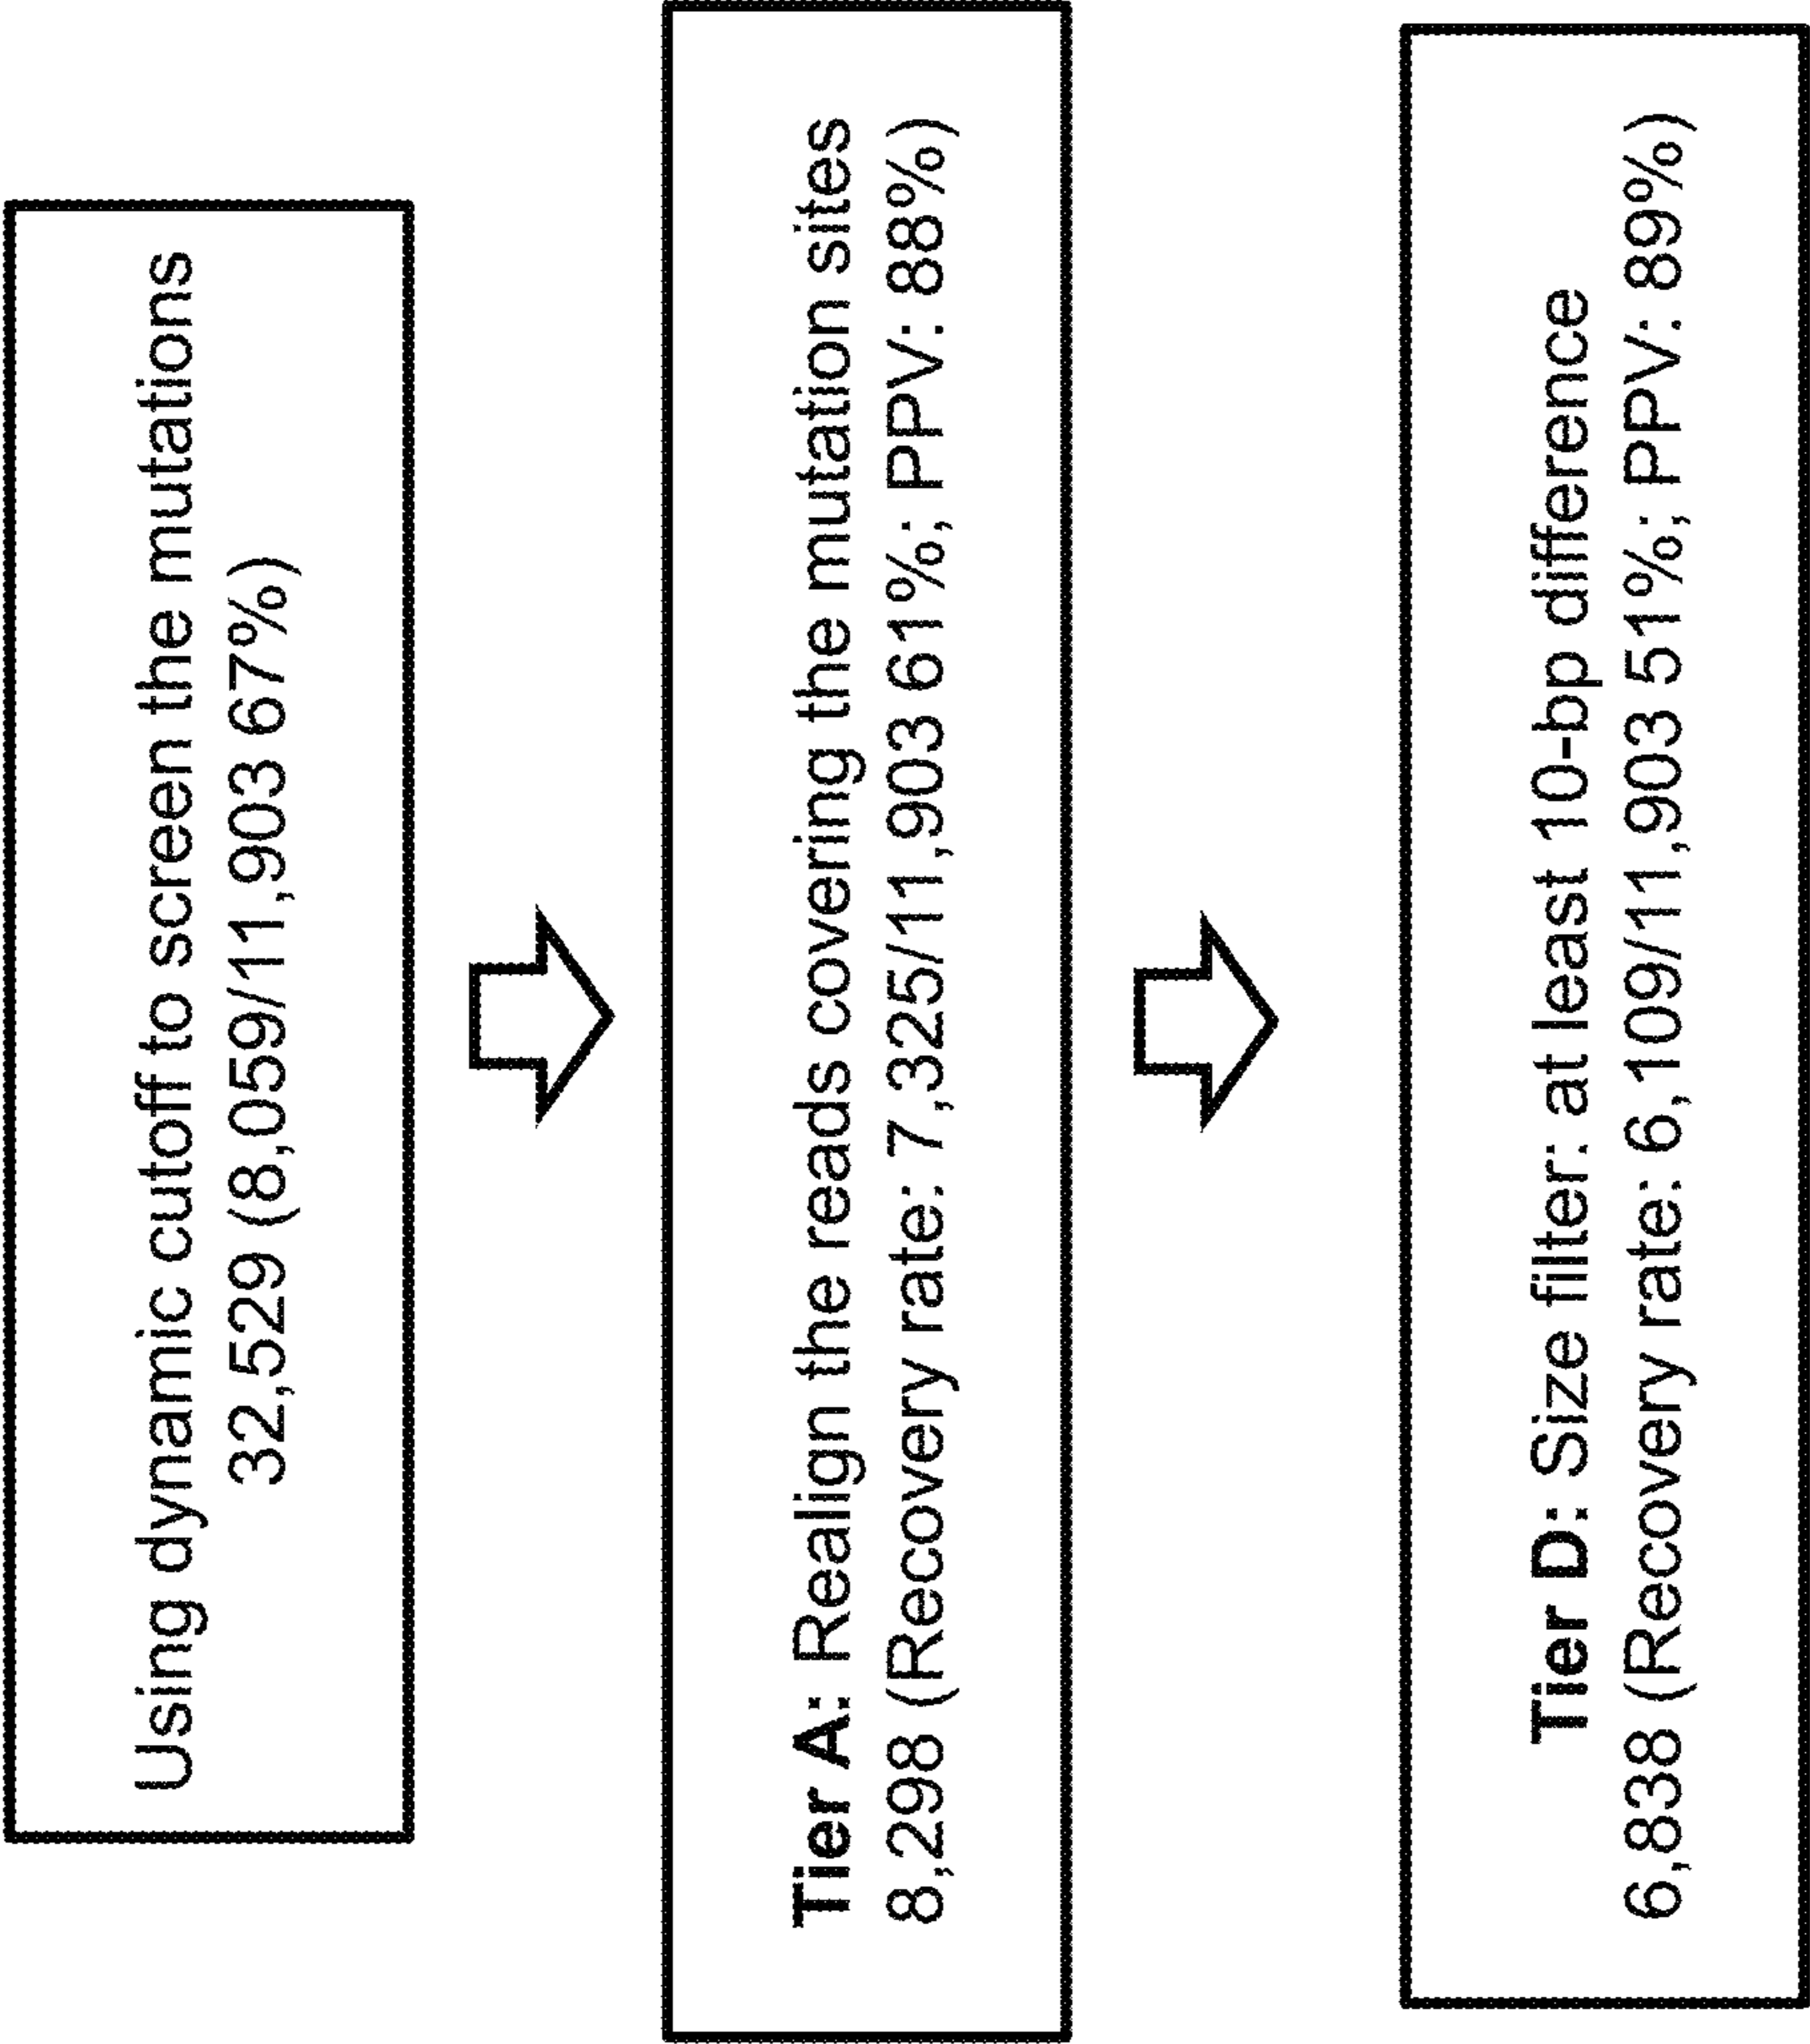 Using dynamic cutoff to screen the mutations
32,529 (8,059/11,903 67%)
Tier A: Realign the reads covering the mutation sites
8,298 (Recovery rate: 7,325/11,903 61%; PPV: 88%)
Tier D: Size filter: at least 10-bp difference
6,838 (Recovery rate: 6,109/11,903 51%; PPV: 89%)